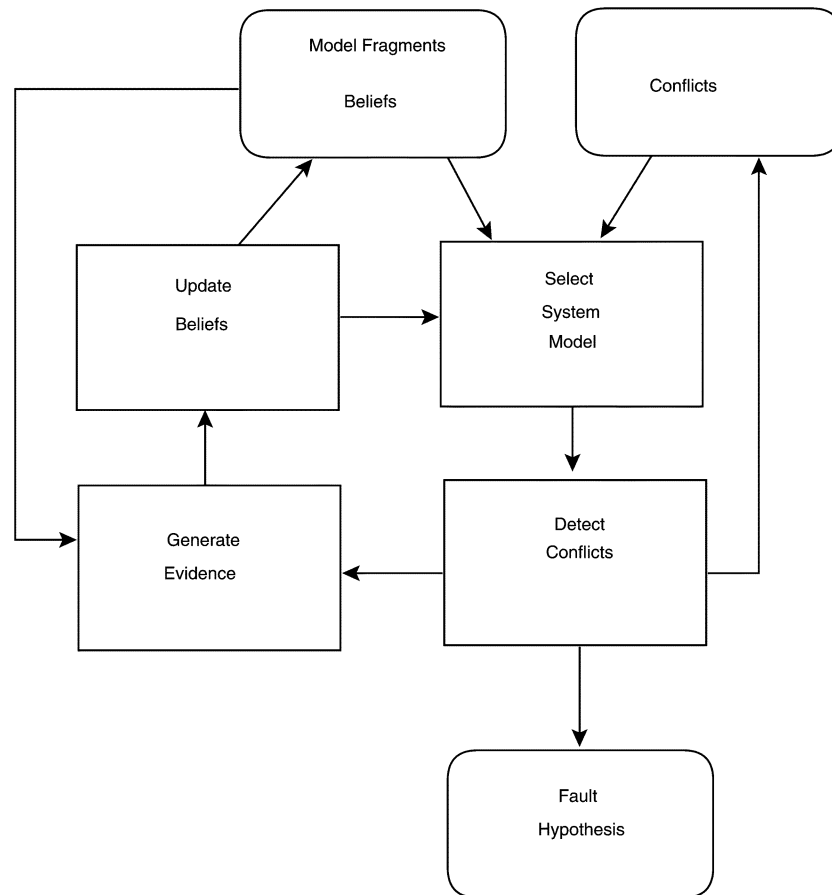 Model Fragments
Beliefs
Conflicts
Update
Beliefs
Select
System
Model
Generate
Evidence
Detect
Conflicts
Fault
Hypothesis